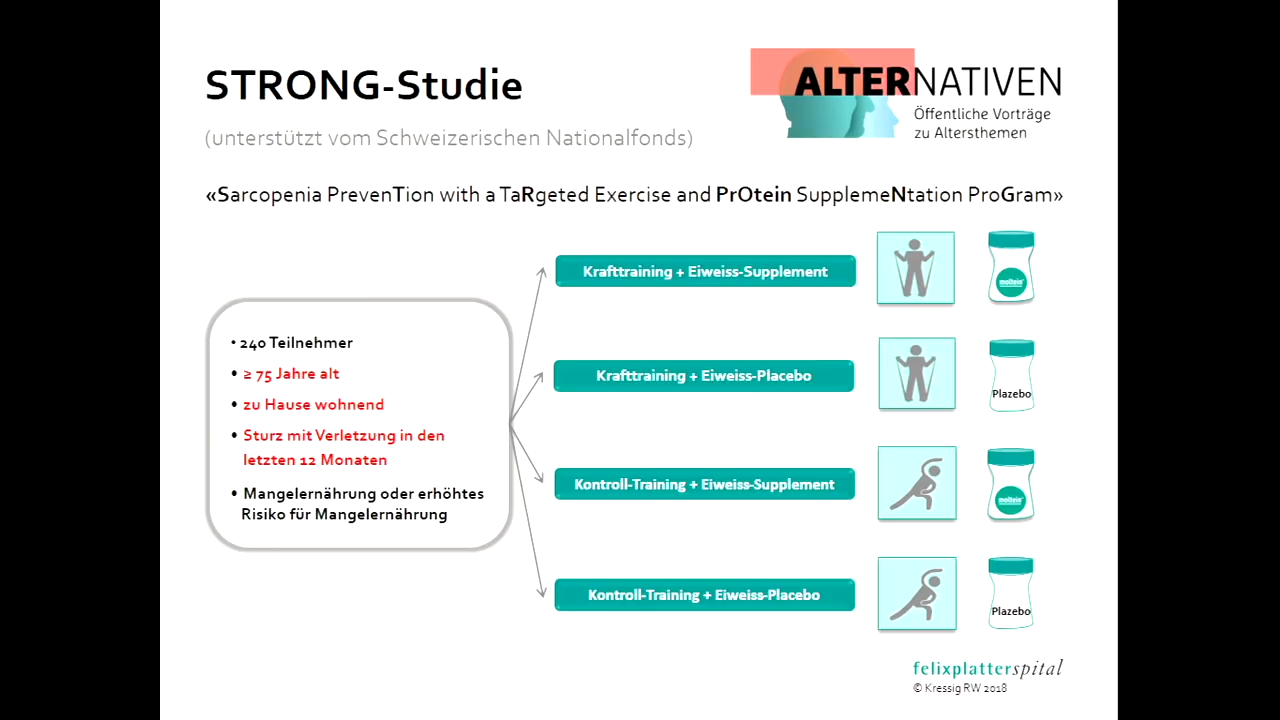 STRONG-Studie
(unterstützt vom Schweizerischen Nationalfonds)
ALTERNATIVEN
Öffentliche Vorträge
zu Altersthemen
«Sarcopenia PrevenTion with a TaRgeted Exercise and PrOtein SupplemeNtation ProGram»
• 240 Teilnehmer
• ≥ 75 Jahre alt
• zu Hause wohnend
• Sturz mit Verletzung in den
letzten 12 Monaten
• Mangelernährung oder erhöhtes
Risiko für Mangelernährung
Krafttraining + Eiweiss-Supplement
moltein
Krafttraining + Eiweiss-Placebo
Plazebo
Kontroll-Training + Eiweiss-Supplement
moltein
Kontroll-Training + Eiweiss-Placebo
Plazebo
felixplatterspital
© Kressig RW 2018